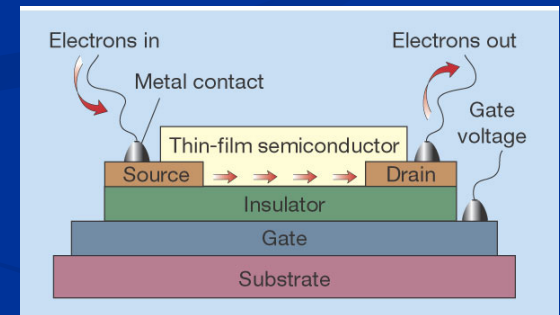 Electrons in
Electrons out
Metal contact
Gate
voltage
Thin-film semiconductor
Source
Drain
Insulator
Gate
Substrate